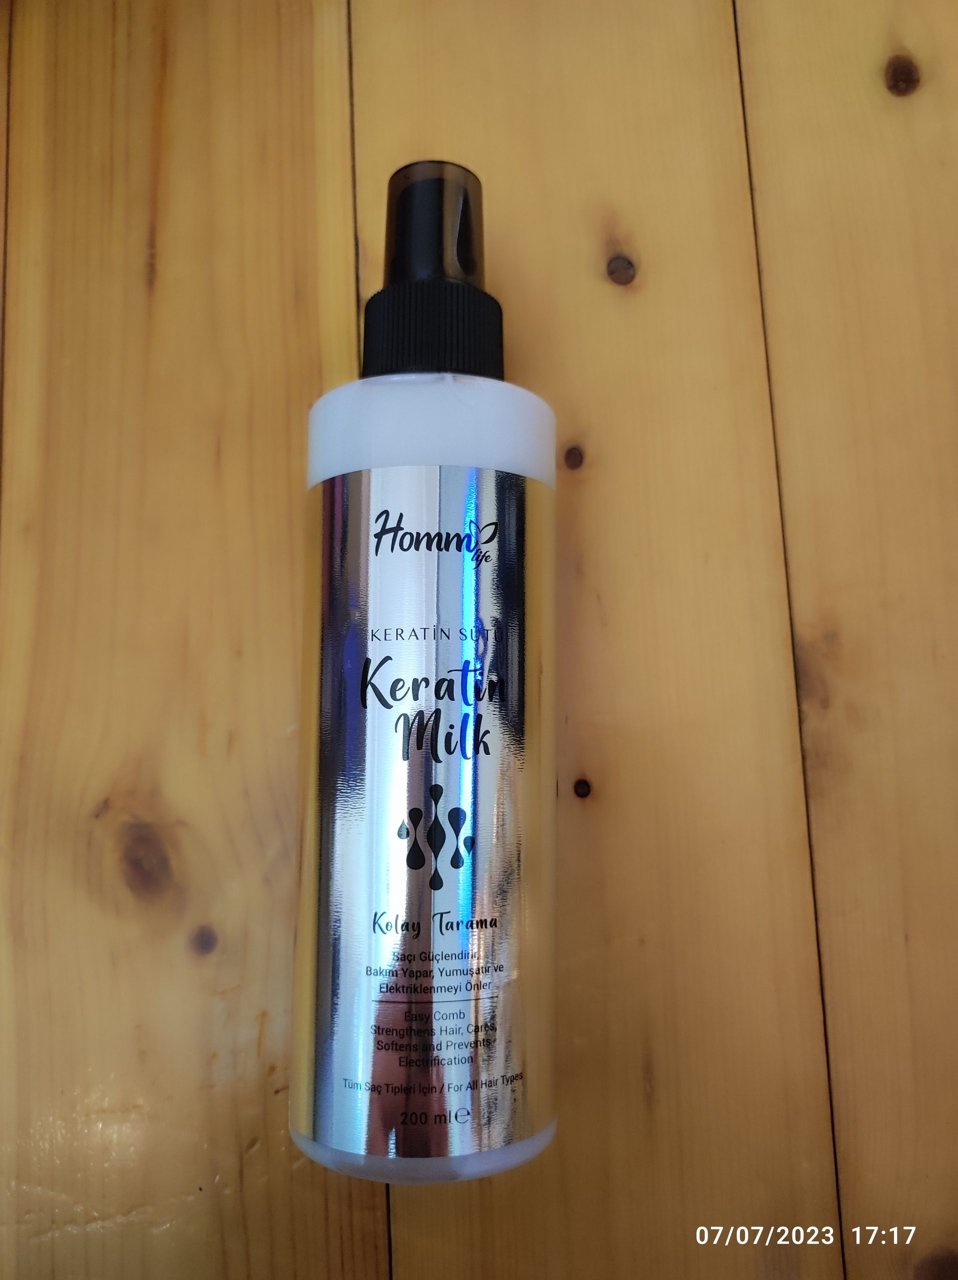 Homm
life
KERATİN SÜTÜ
Keratin
Milk
Kolay Tarama
Saçı Güçlendirir,
Bakım Yapar, Yumuşatır ve
Elektriklenmeyi Önler
Easy Comb
Strengthens Hair, Cares,
Softens and Prevents
Electrification
Tüm Saç Tipleri İçin / For All Hair Types
200 ml℮
07/07/2023 17:17